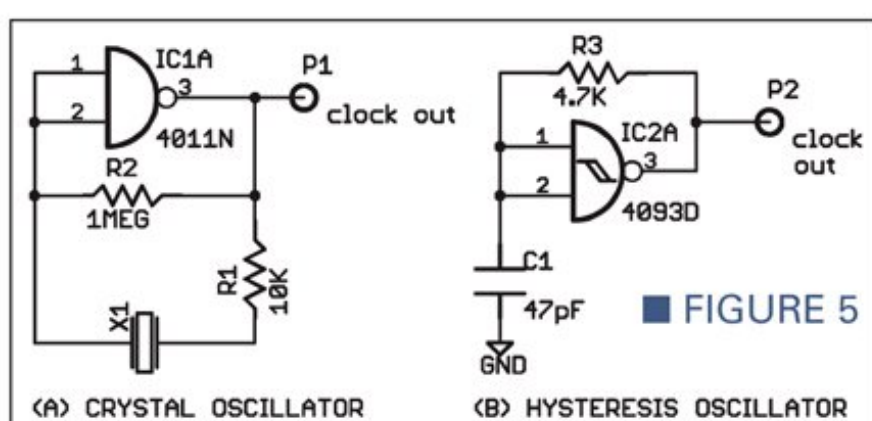 IC1A
1
2
3
4011N
P1
clock out
R2
1MEG
R1
10K
X1
(A) CRYSTAL OSCILLATOR
R3
4.7K
IC2A
1
2
3
4093D
P2
clock
out
C1
47pF
GND
■ FIGURE 5
(B) HYSTERESIS OSCILLATOR